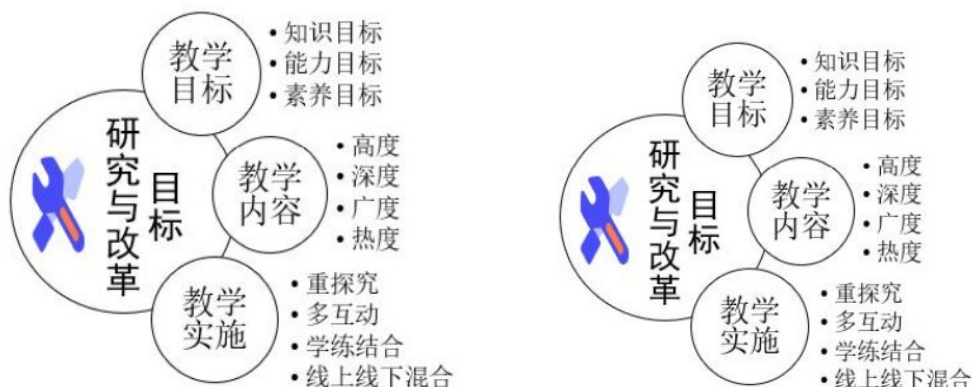 研究与改革
目标
教学
目标
• 知识目标
• 能力目标
• 素养目标
教学
内容
• 高度
• 深度
• 广度
• 热度
教学
实施
• 重探究
• 多互动
• 学练结合
• 线上线下混合
研究与改革
目标
教学
目标
• 知识目标
• 能力目标
• 素养目标
教学
内容
• 高度
• 深度
• 广度
• 热度
教学
实施
• 重探究
• 多互动
• 学练结合
• 线上线下混合